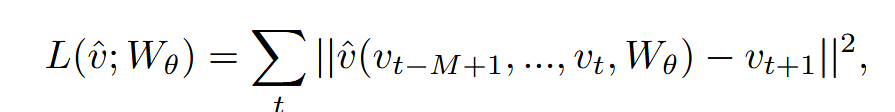 L(v̂; W_θ) = ∑_t ||v̂(v_{t−M+1}, ..., v_t, W_θ) − v_{t+1}||²,